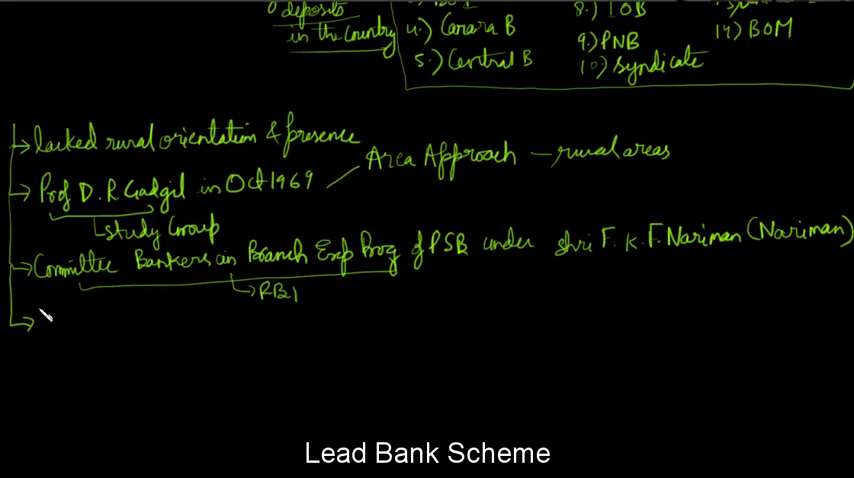 deposits
in the Country
4.) Canara B
5.) Central B
8.) IOB
9.) PNB
10.) Syndicate
14) BOM
lacked rural orientation & presence
Prof D. R. Gadgil in Oct 1969
Area Approach — rural areas
Study Group
Committee Bankers in Branch Exp Prog of PSB under Shri F. K. F. Nariman (Nariman)
RBI
Lead Bank Scheme